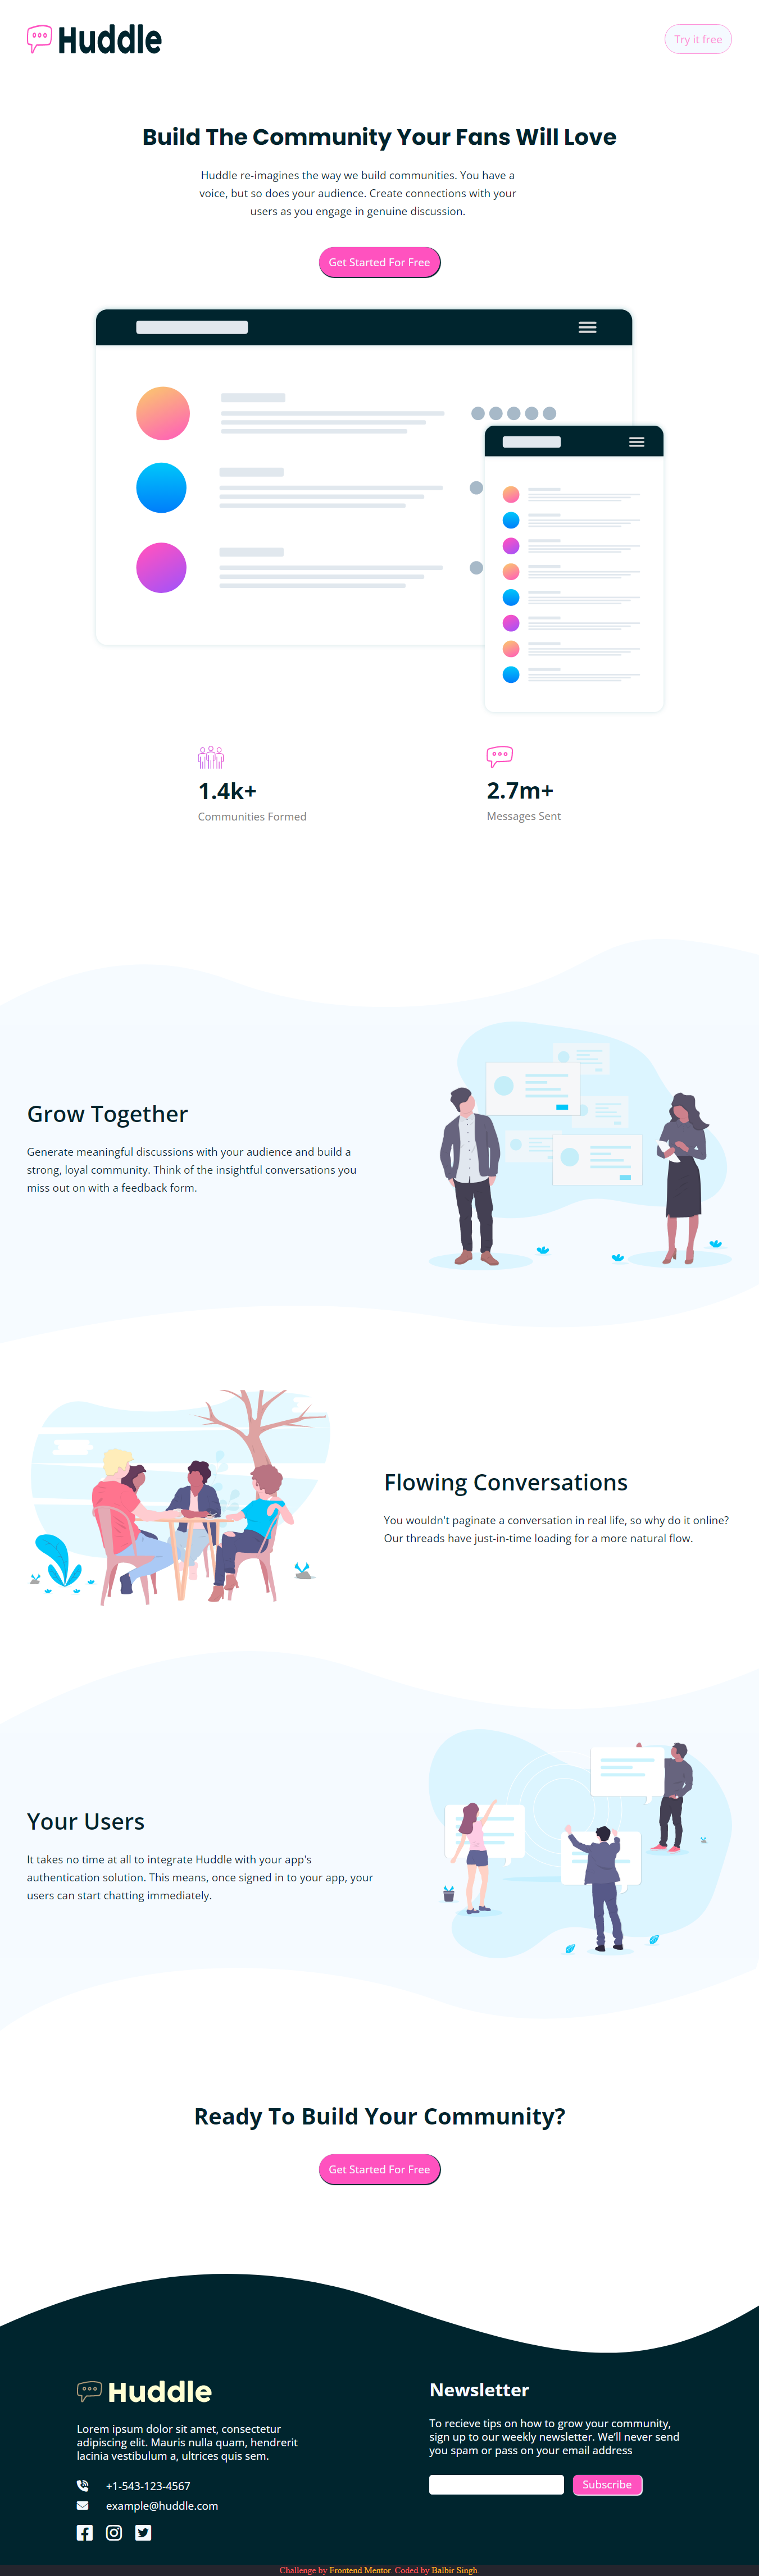 Huddle
Try it free
Build The Community Your Fans Will Love
Huddle re-imagines the way we build communities. You have a
voice, but so does your audience. Create connections with your
users as you engage in genuine discussion.
Get Started For Free
1.4k+
Communities Formed
2.7m+
Messages Sent
Grow Together
Generate meaningful discussions with your audience and build a
strong, loyal community. Think of the insightful conversations you
miss out on with a feedback form.
Flowing Conversations
You wouldn't paginate a conversation in real life, so why do it online?
Our threads have just-in-time loading for a more natural flow.
Your Users
It takes no time at all to integrate Huddle with your app's
authentication solution. This means, once signed in to your app, your
users can start chatting immediately.
Ready To Build Your Community?
Get Started For Free
Huddle
Lorem ipsum dolor sit amet, consectetur
adipiscing elit. Mauris nulla quam, hendrerit
lacinia vestibulum a, ultrices quis sem.
+1-543-123-4567
example@huddle.com
Newsletter
To recieve tips on how to grow your community,
sign up to our weekly newsletter. We'll never send
you spam or pass on your email address
Subscribe
Challenge by Frontend Mentor. Coded by Balbir Singh.